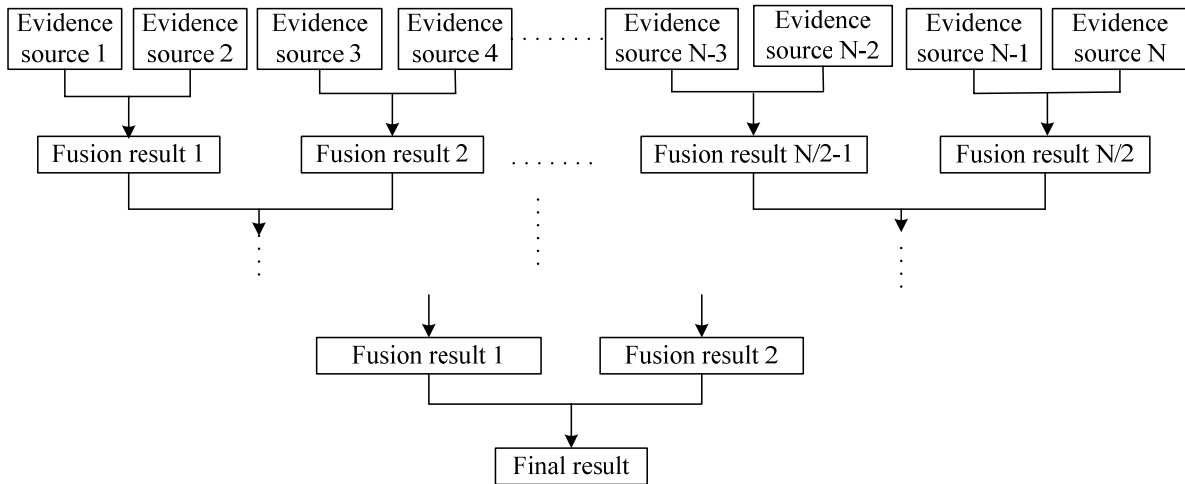 Evidence
source 1
Evidence
source 2
Evidence
source 3
Evidence
source 4
Evidence
source N-3
Evidence
source N-2
Evidence
source N-1
Evidence
source N
Fusion result 1
Fusion result 2
Fusion result N/2-1
Fusion result N/2
Fusion result 1
Fusion result 2
Final result